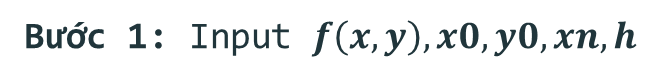 Bước 1: Input f(x,y),x0,y0,xn,h